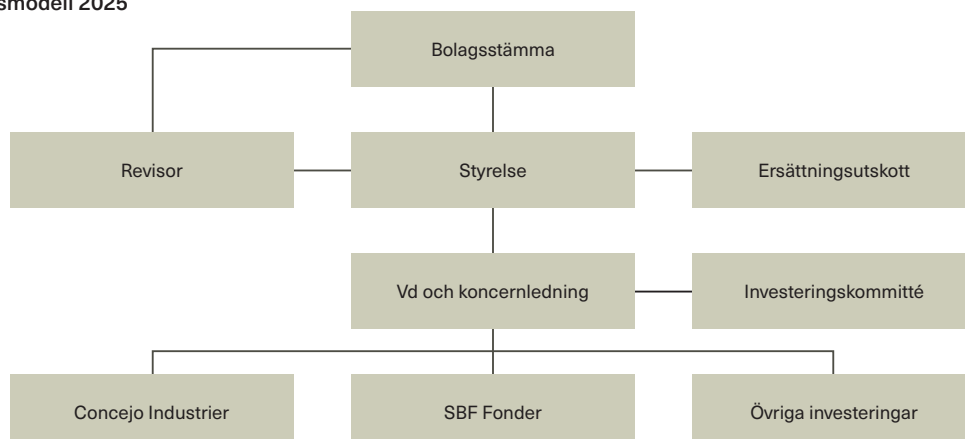 smodell 2025
Bolagsstämma
Revisor
Styrelse
Ersättningsutskott
Vd och koncernledning
Investeringskommitté
Concejo Industrier
SBF Fonder
Övriga investeringar